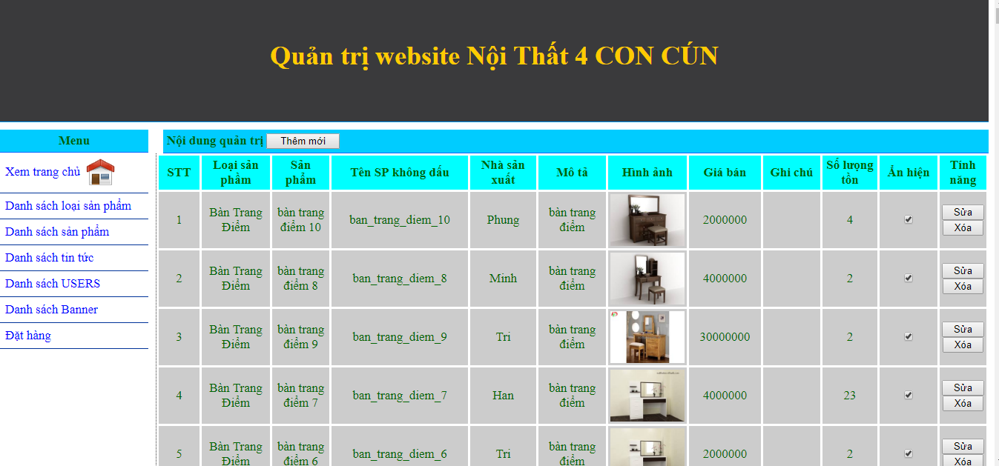 Quản trị website Nội Thất 4 CON CÚN
Menu
Xem trang chủ
Danh sách loại sản phẩm
Danh sách sản phẩm
Danh sách tin tức
Danh sách USERS
Danh sách Banner
Đặt hàng
Nội dung quản trị Thêm mới
STT Loại sản phẩm Sản phẩm Tên SP không dấu Nhà sản xuất Mô tả Hình ảnh Giá bán Ghi chú Số lượng tồn Ẩn hiện Tính năng
1 Bàn Trang Điểm bàn trang điểm 10 ban_trang_diem_10 Phung bàn trang điểm 2000000 4 Sửa Xóa
2 Bàn Trang Điểm bàn trang điểm 8 ban_trang_diem_8 Minh bàn trang điểm 4000000 2 Sửa Xóa
3 Bàn Trang Điểm bàn trang điểm 9 ban_trang_diem_9 Tri bàn trang điểm 30000000 2 Sửa Xóa
4 Bàn Trang Điểm bàn trang điểm 7 ban_trang_diem_7 Han bàn trang điểm 4000000 23 Sửa Xóa
5 Bàn Trang Điểm bàn trang điểm 6 ban_trang_diem_6 Tri bàn trang điểm 2000000 2 Sửa Xóa